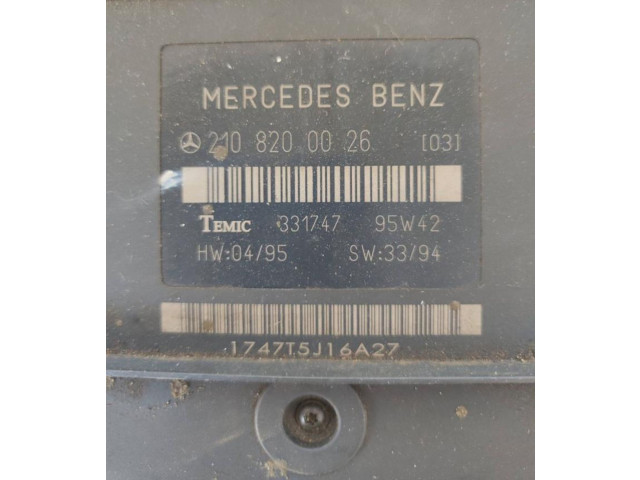 MERCEDES BENZ
210 820 00 26 [03]
TEMIC 331747 95W42
HW:04/95 SW:33/94
1747T5J16A27